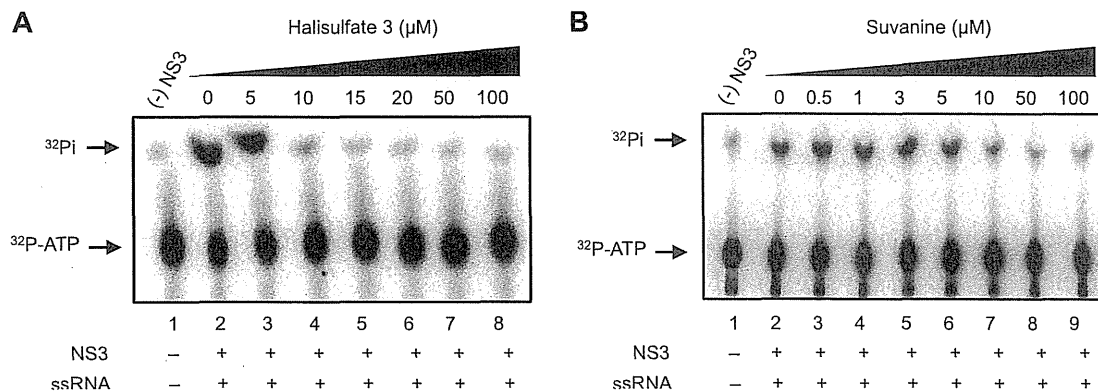 A
Halisulfate 3 (µM)
(-) NS3
0 5 10 15 20 50 100
32Pi
32P-ATP
1 2 3 4 5 6 7 8
NS3 – + + + + + + +
ssRNA – + + + + + + +
B
Suvanine (µM)
(-) NS3
0 0.5 1 3 5 10 50 100
32Pi
32P-ATP
1 2 3 4 5 6 7 8 9
NS3 – + + + + + + + +
ssRNA – + + + + + + + +